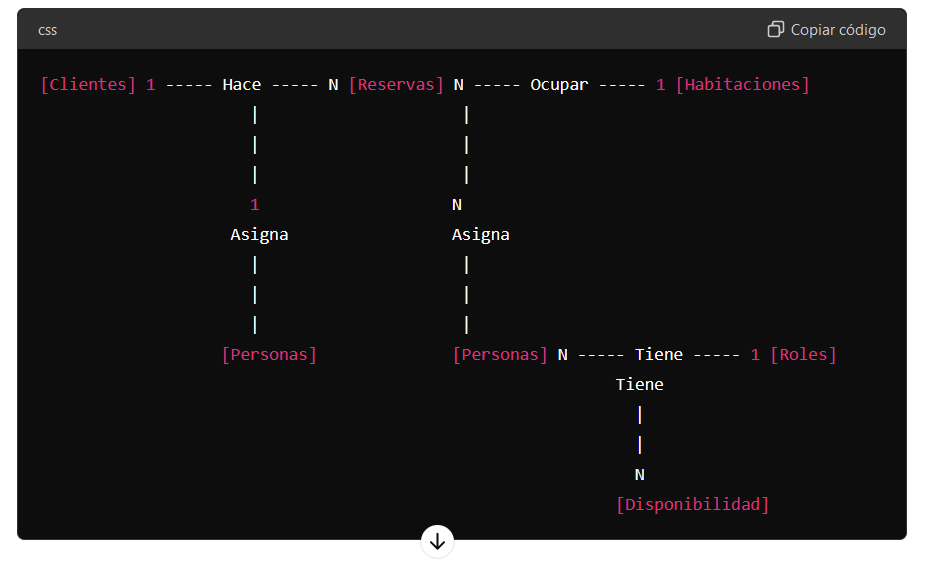 css Copiar código
[Clientes] 1 ----- Hace ----- N [Reservas] N ----- Ocupar ----- 1 [Habitaciones]
| |
| |
| |
1 N
Asigna Asigna
| |
| |
| |
[Personas] [Personas] N ----- Tiene ----- 1 [Roles]
Tiene
|
|
N
[Disponibilidad]